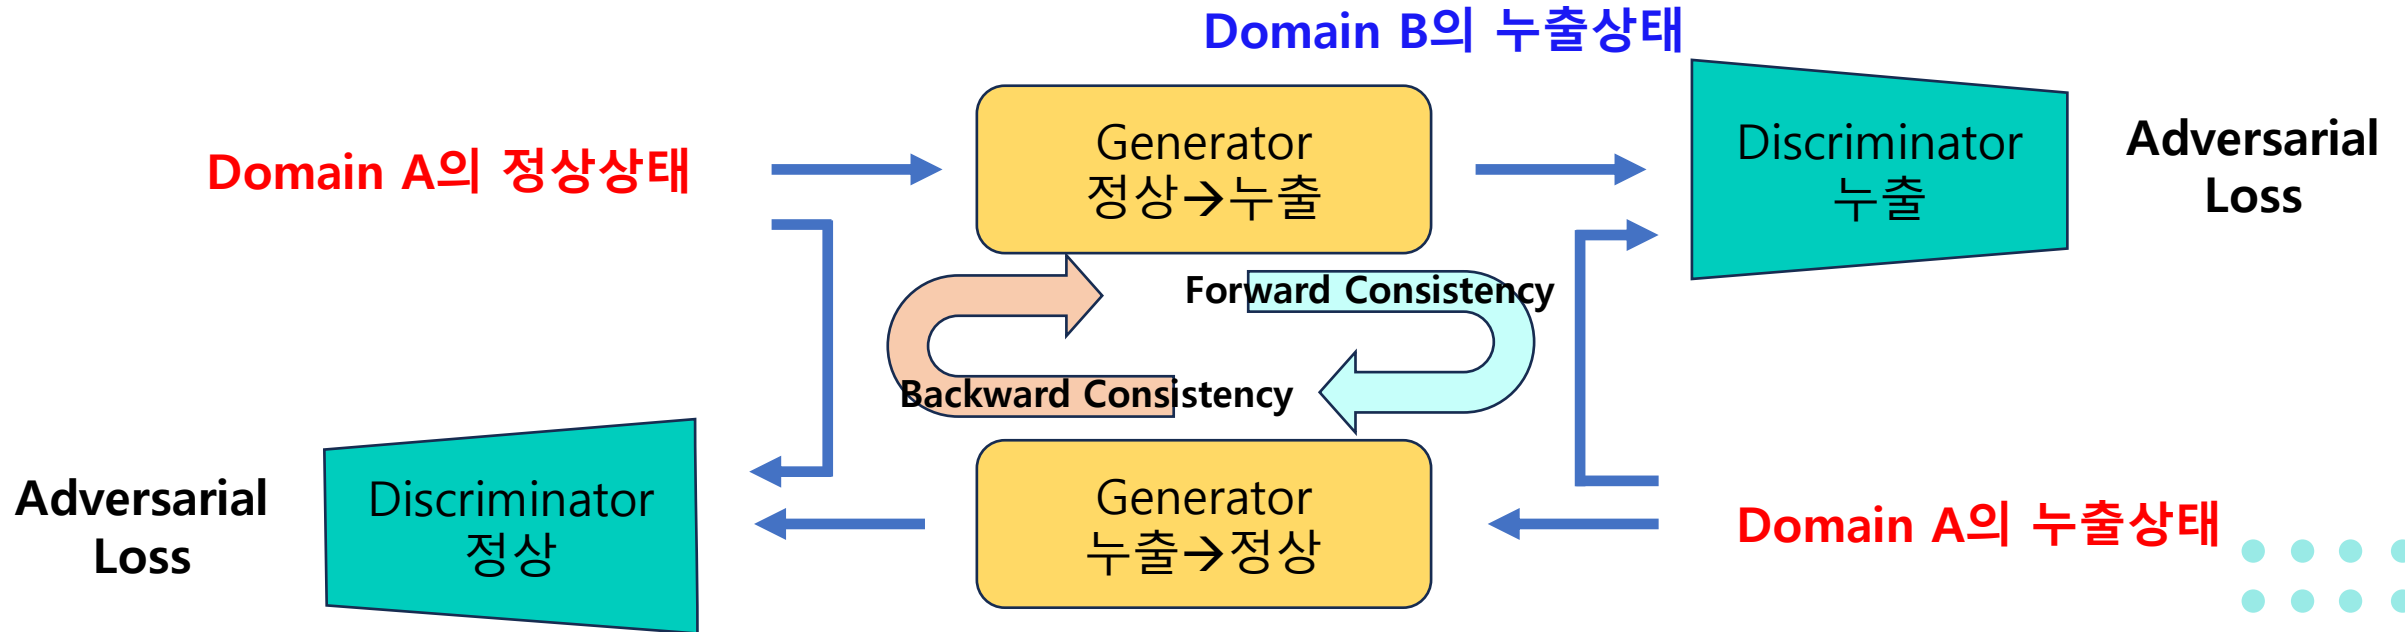 Domain B의 누출상태
Domain A의 정상상태
Generator
정상→누출
Discriminator
누출
Adversarial
Loss
Forward Consistency
Backward Consistency
Adversarial
Loss
Discriminator
정상
Generator
누출→정상
Domain A의 누출상태